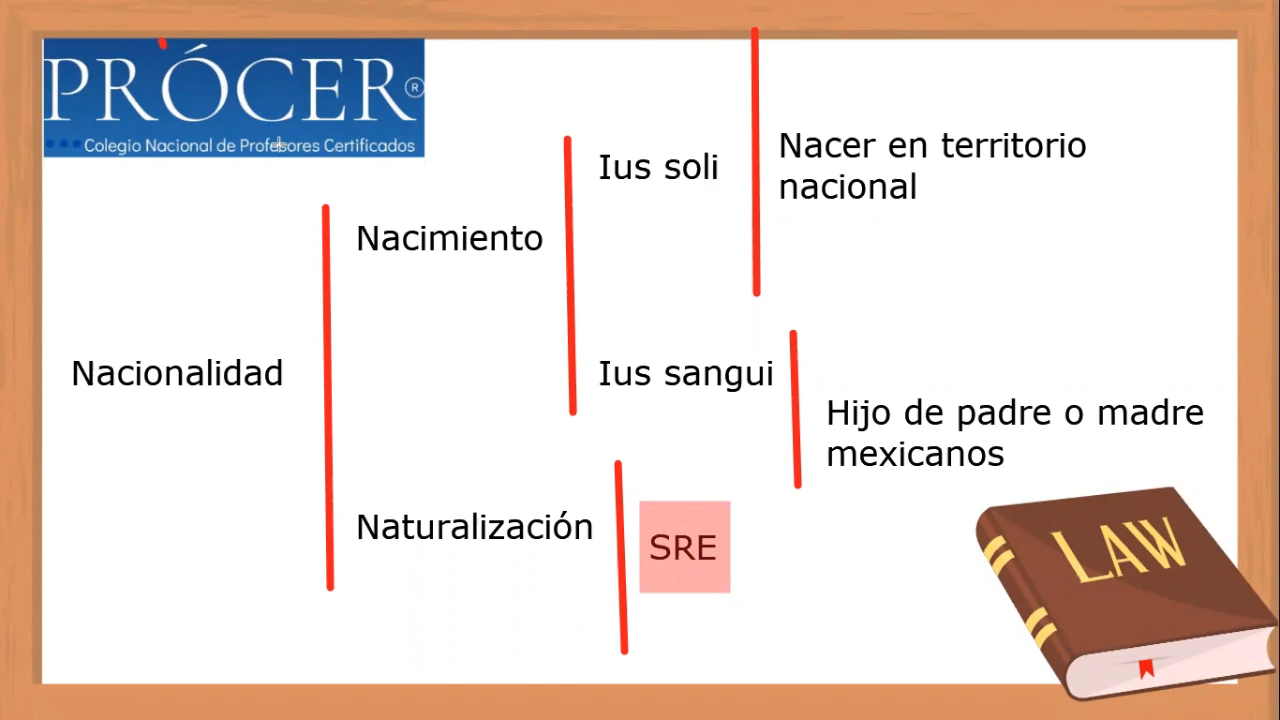 PRÓCER®
Colegio Nacional de Profesores Certificados
Nacionalidad
Nacimiento
Ius soli
Nacer en territorio
nacional
Ius sangui
Hijo de padre o madre
mexicanos
Naturalización
SRE
LAW